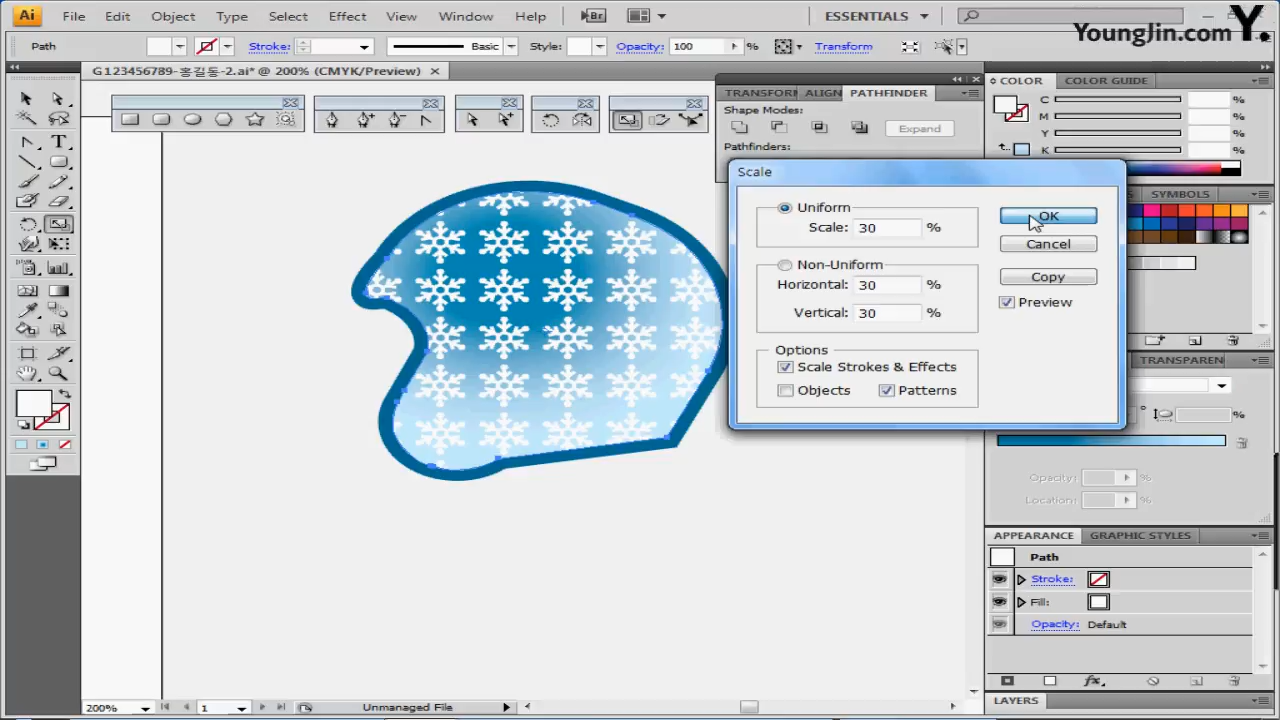 Ai File Edit Object Type Select Effect View Window Help Br ESSENTIALS
YoungJin.com Y.
Path Stroke: Basic Style: Opacity: 100 % Transform
G123456789-홍길동-2.ai* @ 200% (CMYK/Preview)
TRANSFORM ALIGN PATHFINDER
Shape Modes:
Expand
Pathfinders:
COLOR COLOR GUIDE
C %
M %
Y %
K %
SYMBOLS
Scale
Uniform
Scale: 30 %
Non-Uniform
Horizontal: 30 %
Vertical: 30 %
Options
Scale Strokes & Effects
Objects Patterns
OK
Cancel
Copy
Preview
TRANSPAREN
° %
Opacity: %
Location: %
APPEARANCE GRAPHIC STYLES
Path
Stroke:
Fill:
Opacity: Default
fx
LAYERS
200% 1 Unmanaged File